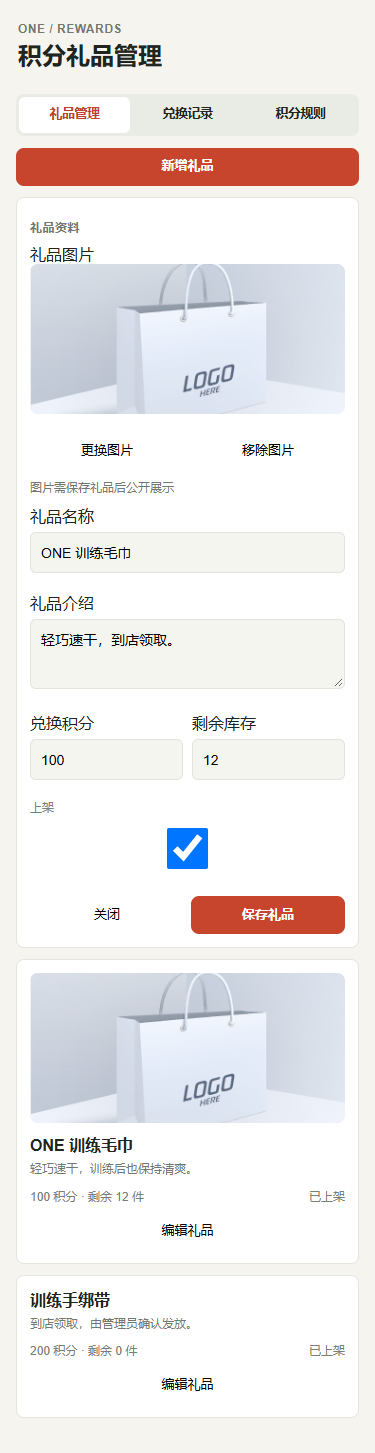 ONE / REWARDS
积分礼品管理
礼品管理 兑换记录 积分规则
新增礼品
礼品资料
礼品图片
LOGO
HERE
更换图片 移除图片
图片需保存礼品后公开展示
礼品名称
ONE 训练毛巾
礼品介绍
轻巧速干，到店领取。
兑换积分 剩余库存
100 12
上架
关闭 保存礼品
LOGO
HERE
ONE 训练毛巾
轻巧速干，训练后也保持清爽。
100 积分 · 剩余 12 件 已上架
编辑礼品
训练手绑带
到店领取，由管理员确认发放。
200 积分 · 剩余 0 件 已上架
编辑礼品